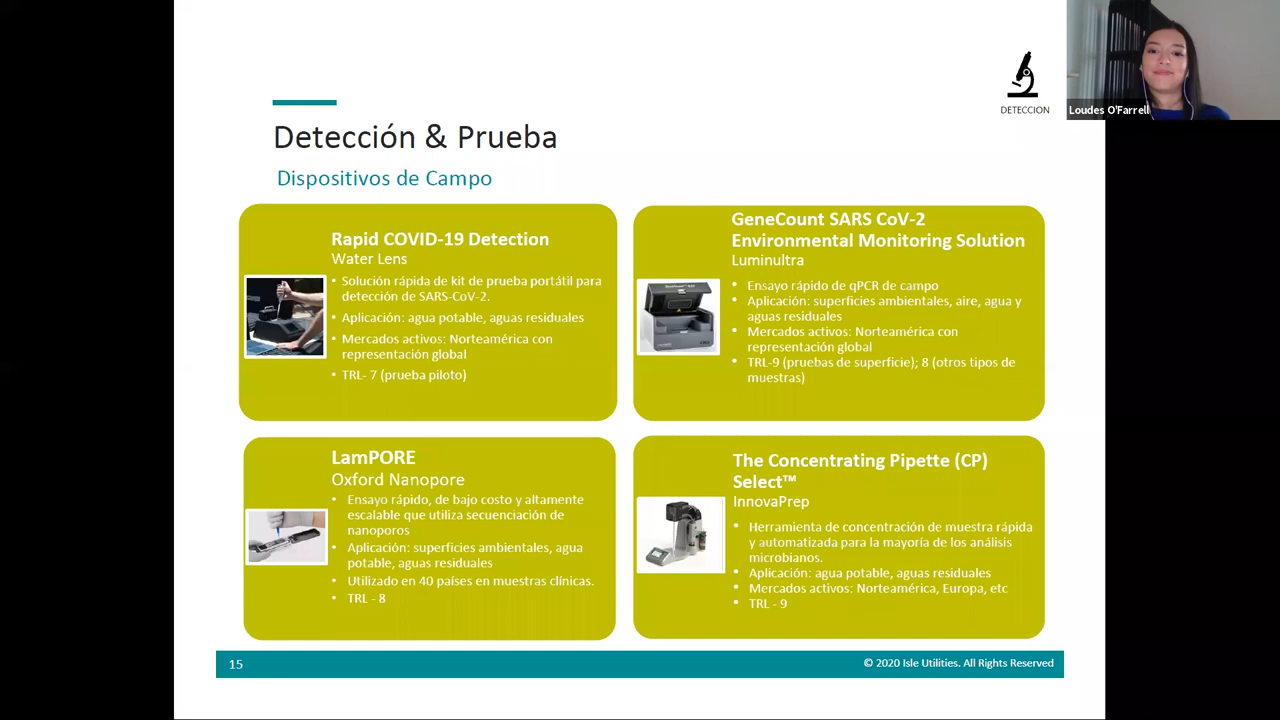 DETECCION
Loudes O'Farrell
Detección & Prueba
Dispositivos de Campo
Rapid COVID-19 Detection
Water Lens
• Solución rápida de kit de prueba portátil para
detección de SARS-CoV-2.
• Aplicación: agua potable, aguas residuales
• Mercados activos: Norteamérica con
representación global
• TRL- 7 (prueba piloto)
GeneCount SARS CoV-2
Environmental Monitoring Solution
Luminultra
• Ensayo rápido de qPCR de campo
• Aplicación: superficies ambientales, aire, agua y
aguas residuales
• Mercados activos: Norteamérica con
representación global
• TRL-9 (pruebas de superficie); 8 (otros tipos de
muestras)
LamPORE
Oxford Nanopore
• Ensayo rápido, de bajo costo y altamente
escalable que utiliza secuenciación de
nanoporos
• Aplicación: superficies ambientales, agua
potable, aguas residuales
• Utilizado en 40 países en muestras clínicas.
• TRL - 8
The Concentrating Pipette (CP)
Select™
InnovaPrep
• Herramienta de concentración de muestra rápida
y automatizada para la mayoría de los análisis
microbianos.
• Aplicación: agua potable, aguas residuales
• Mercados activos: Norteamérica, Europa, etc
• TRL - 9
15
© 2020 Isle Utilities. All Rights Reserved